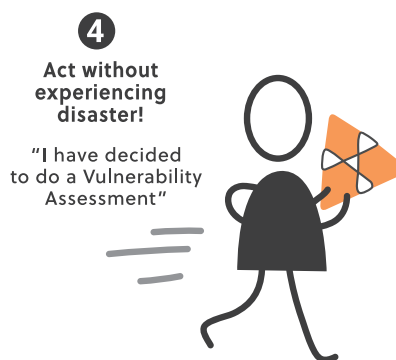 4
Act without
experiencing
disaster!
“I have decided
to do a Vulnerability
Assessment”